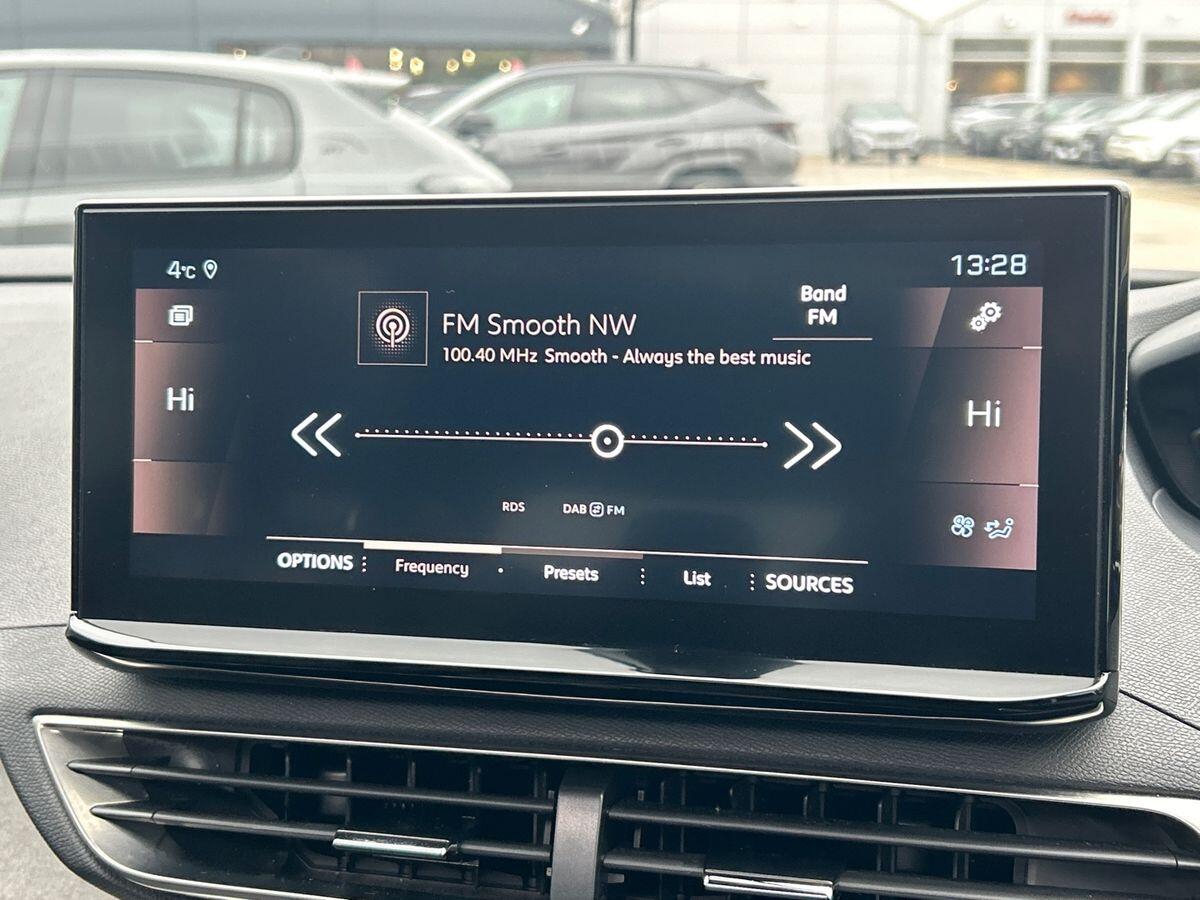 4°C
13:28
Band
FM
FM Smooth NW
100.40 MHz Smooth - Always the best music
Hi
Hi
RDS
DAB FM
OPTIONS
Frequency
Presets
List
SOURCES